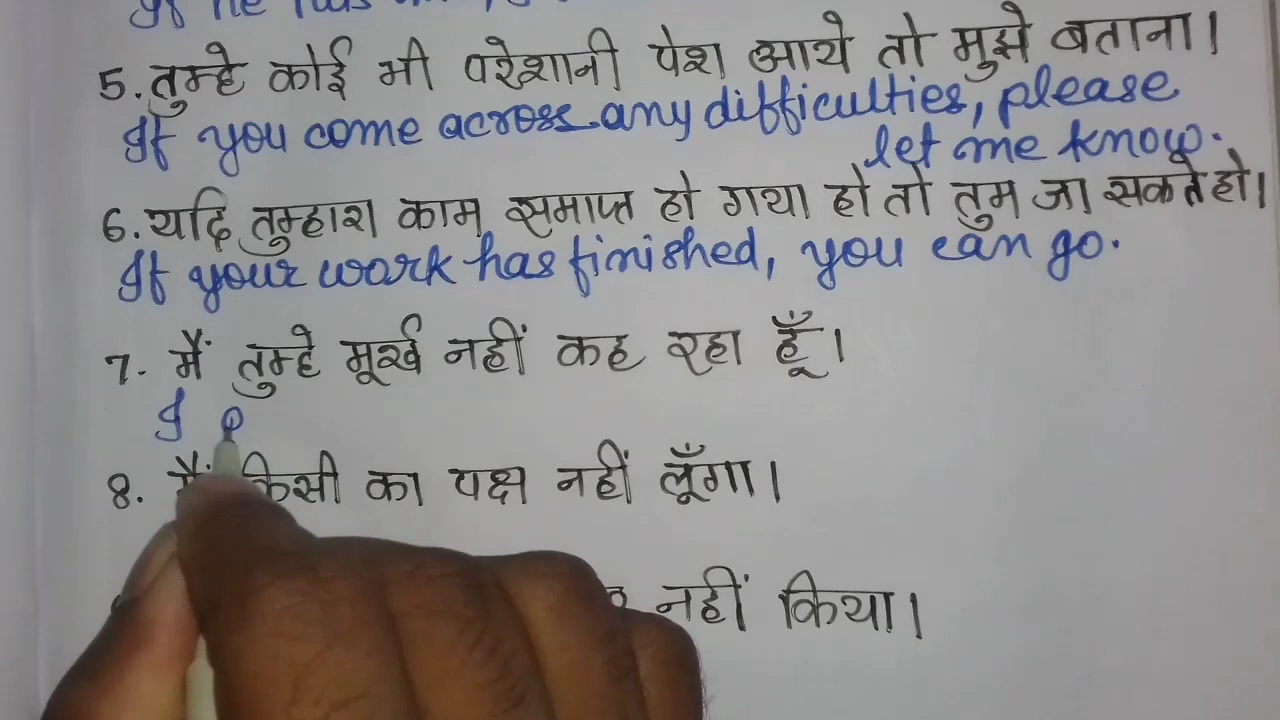 5. तुम्हे कोई भी परेशानी पेश आये तो मुझे बताना।
If you come across any difficulties, please
let me know.
6. यदि तुम्हारा काम समाप्त हो गया हो तो तुम जा सकते हो।
If your work has finished, you can go.
7. मैं तुम्हे मूर्ख नहीं कह रहा हूँ।
I
8. मैं किसी का पक्ष नहीं लूँगा।
नहीं किया।